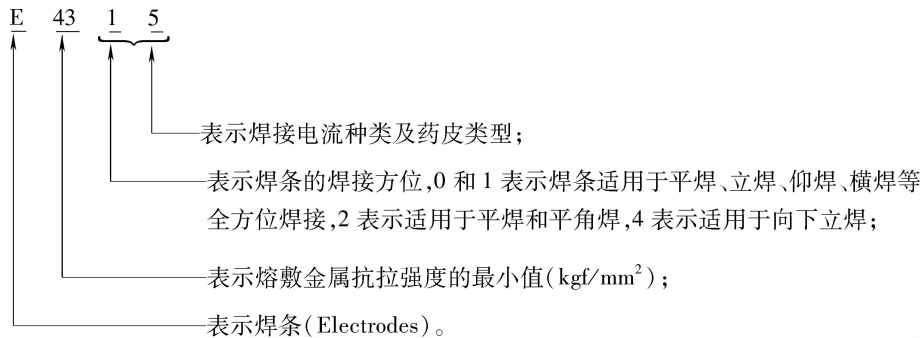 E 43 1 5
表示焊接电流种类及药皮类型;
表示焊条的焊接方位,0 和 1 表示焊条适用于平焊、立焊、仰焊、横焊等
全方位焊接,2 表示适用于平焊和平角焊,4 表示适用于向下立焊;
表示熔敷金属抗拉强度的最小值(kgf/mm²);
表示焊条(Electrodes)。